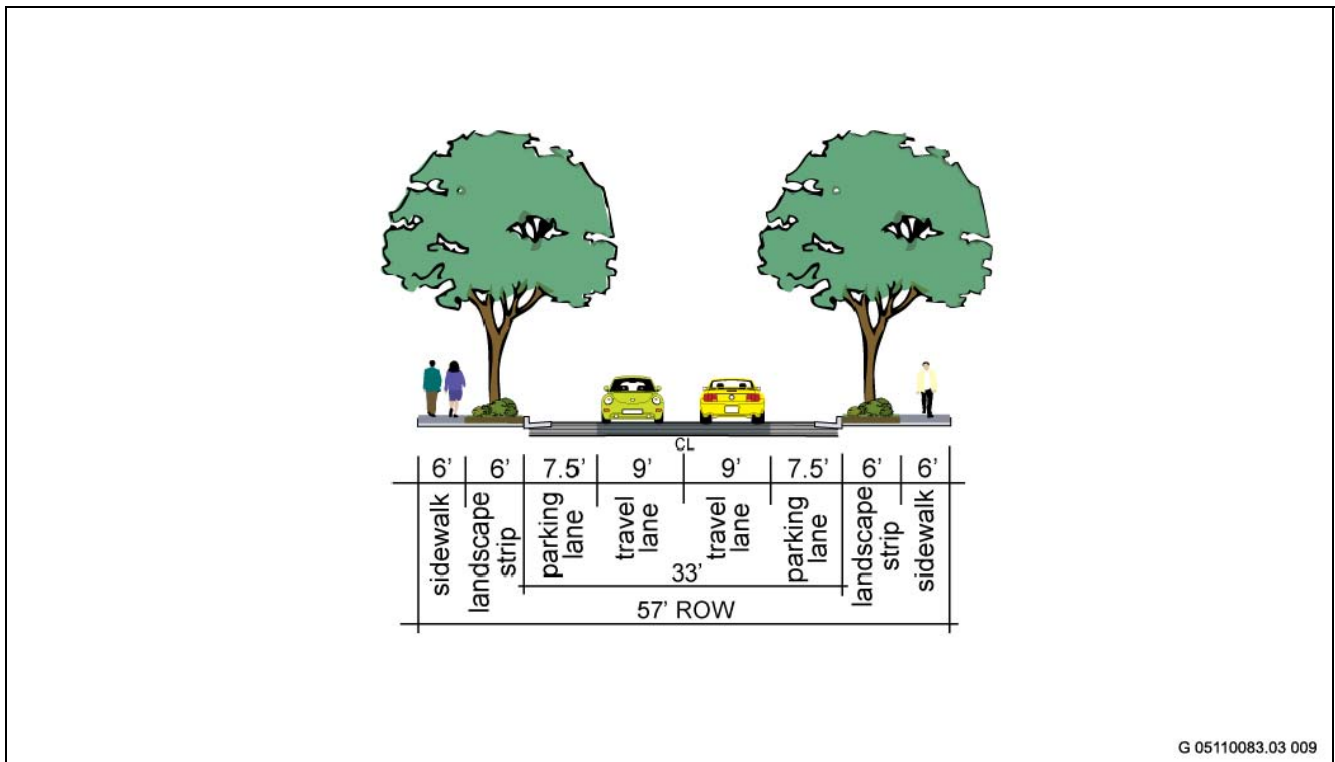 CL
6’ 6’ 7.5’ 9’ 9’ 7.5’ 6’ 6’
sidewalk
landscape
strip
parking
lane
travel
lane
travel
lane
parking
lane
landscape
strip
sidewalk
33’
57’ ROW
G 05110083.03 009